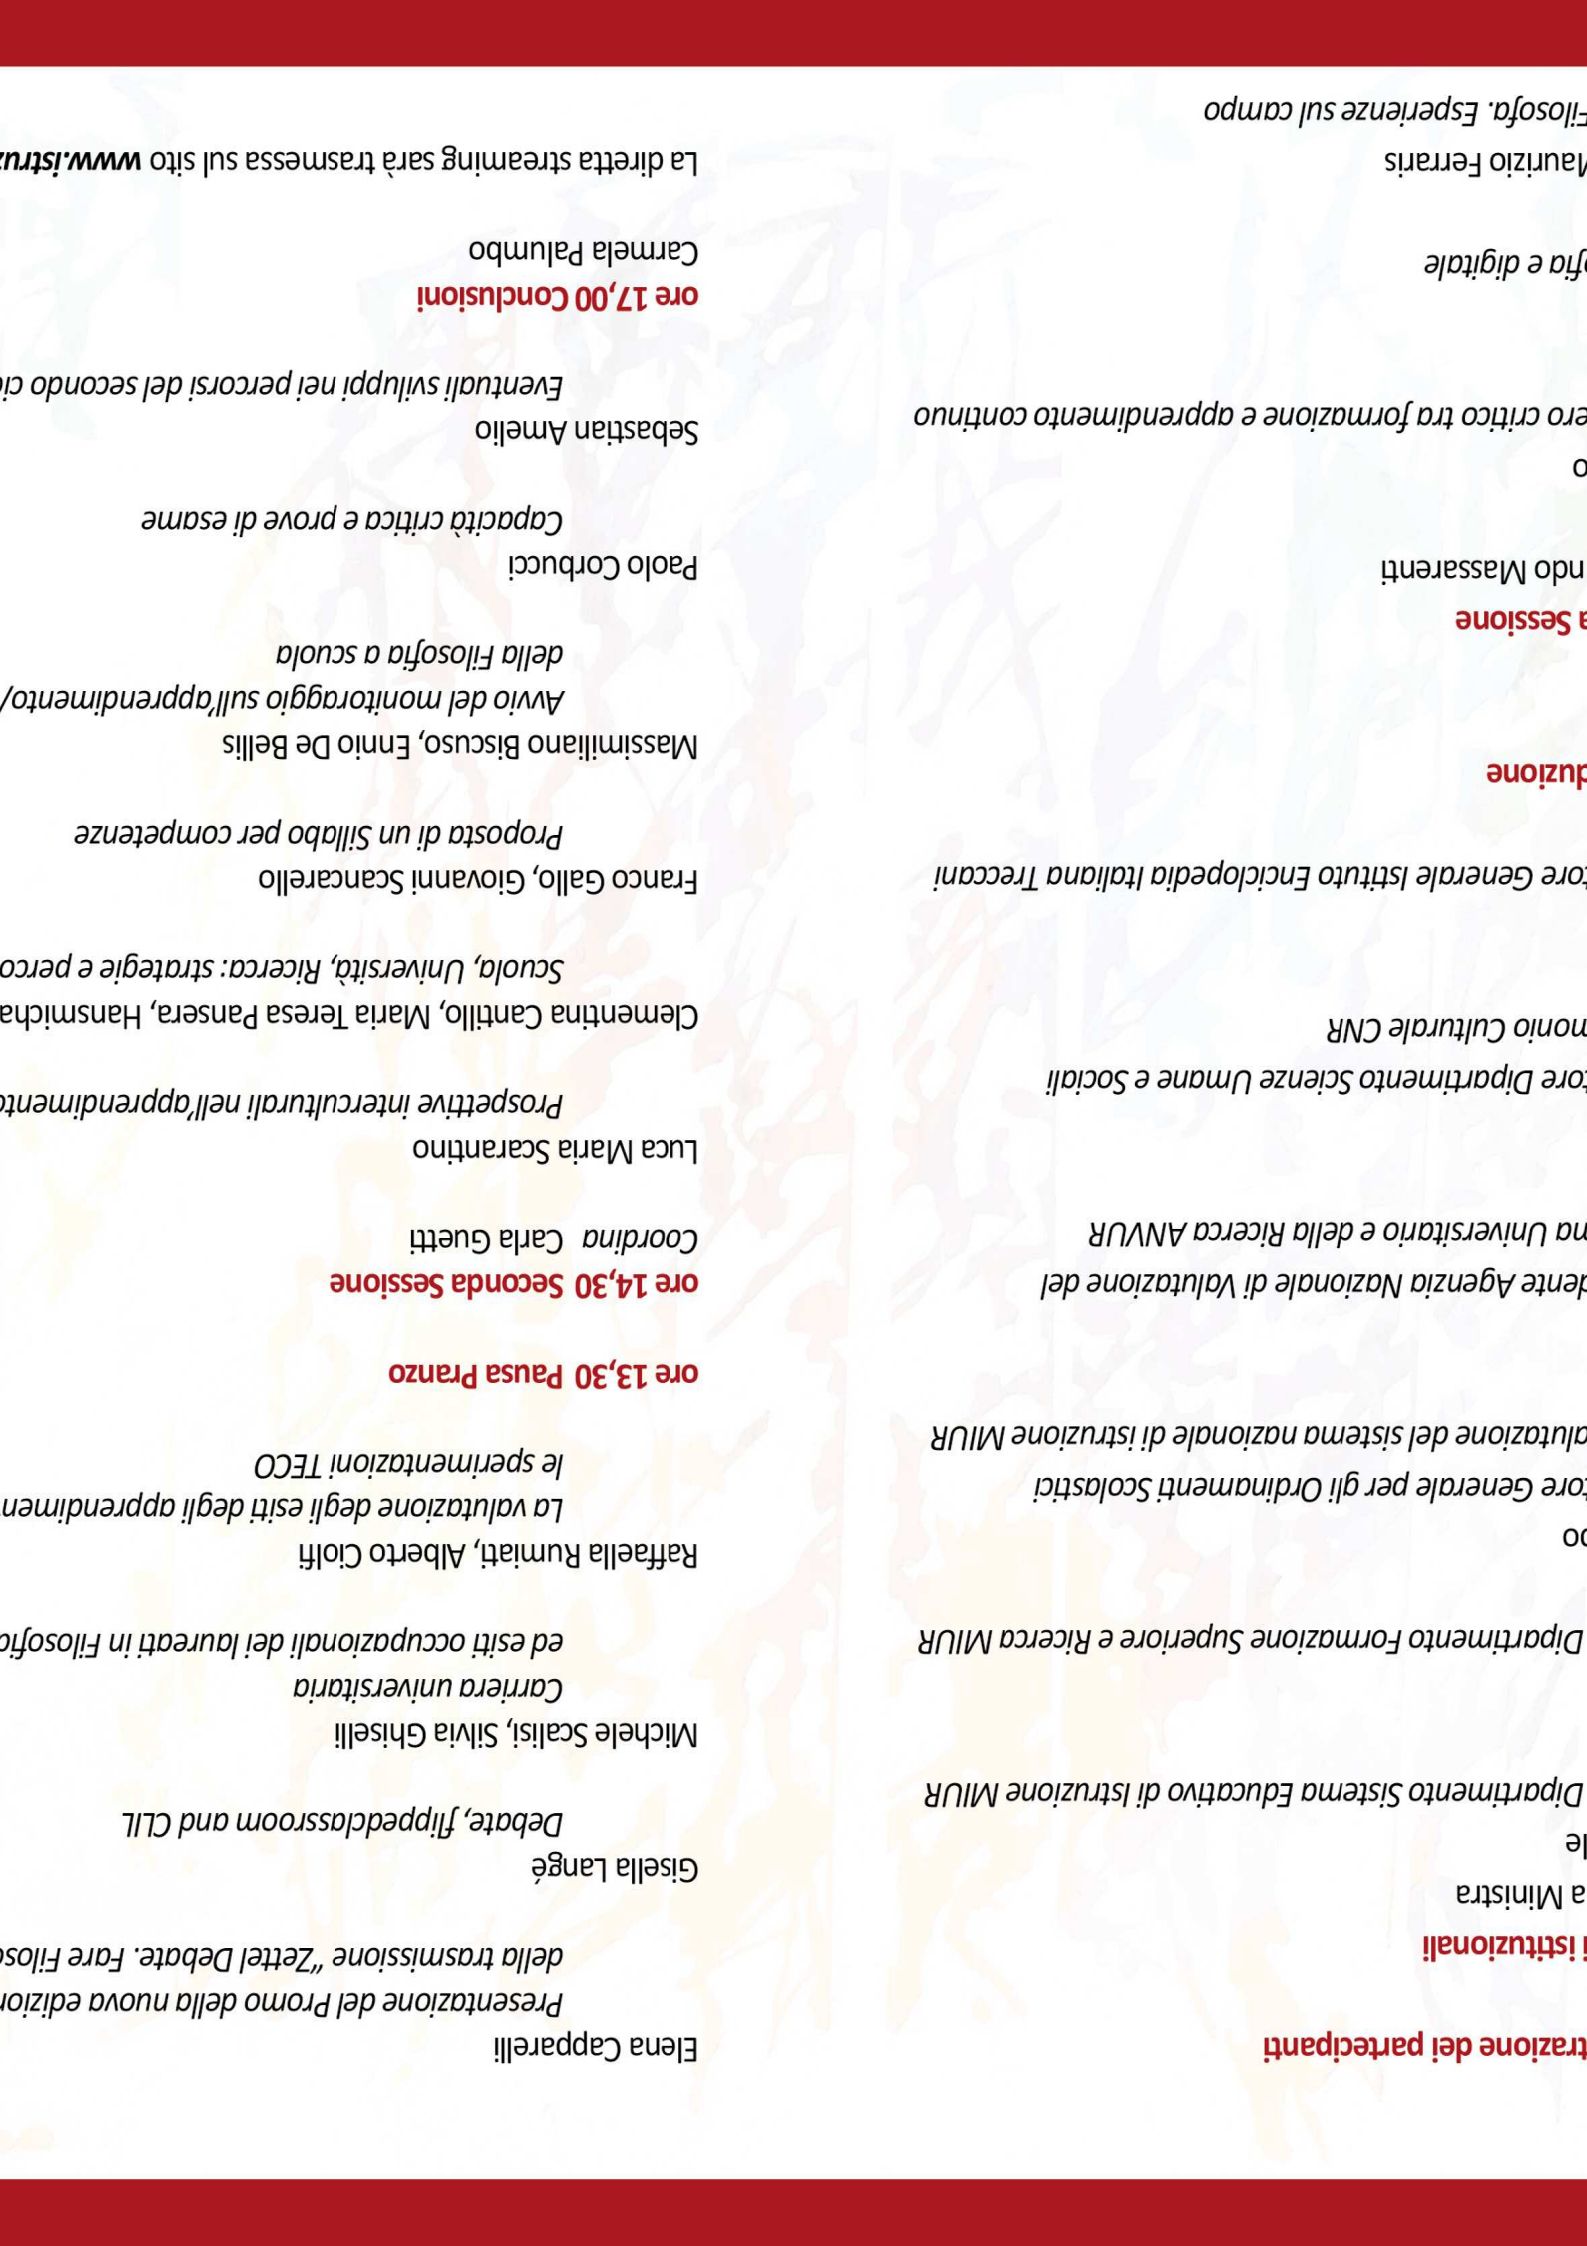 trazione dei partecipanti
i istituzionali
a Ministra
le
Dipartimento Sistema Educativo di Istruzione MIUR
Dipartimento Formazione Superiore e Ricerca MIUR
bo
tore Generale per gli Ordinamenti Scolastici
alutazione del sistema nazionale di istruzione MIUR
dente Agenzia Nazionale di Valutazione del
ma Universitario e della Ricerca ANVUR
tore Dipartimento Scienze Umane e Sociali
monio Culturale CNR
tore Generale Istituto Enciclopedia Italiana Treccani
duzione
a Sessione
ndo Massarenti
o
ero critico tra formazione e apprendimento continuo
ofia e digitale
Maurizio Ferraris
Filosofa. Esperienze sul campo
Elena Capparelli
Presentazione del Promo della nuova edizion
della trasmissione "Zettel Debate. Fare Filoso
Gisella Langé
Debate, flippedclassroom and CLIL
Michele Scalisi, Silvia Ghiselli
Carriera universitaria
ed esiti occupazionali dei laureati in Filosofia
Raffaella Rumiati, Alberto Ciolfi
La valutazione degli esiti degli apprendimen
le sperimentazioni TECO
ore 13,30 Pausa Pranzo
ore 14,30 Seconda Sessione
Coordina Carla Guetti
Luca Maria Scarantino
Prospettive interculturali nell'apprendimento
Clementina Cantillo, Maria Teresa Pansera, Hansmicha
Scuola, Università, Ricerca: strategie e perco
Franco Gallo, Giovanni Scancarello
Proposta di un Sillabo per competenze
Massimiliano Biscuso, Ennio De Bellis
Avvio del monitoraggio sull'apprendimento/
della Filosofia a scuola
Paolo Corbucci
Capacità critica e prove di esame
Sebastian Amelio
Eventuali sviluppi nei percorsi del secondo cic
ore 17,00 Conclusioni
Carmela Palumbo
La diretta streaming sarà trasmessa sul sito www.istruz